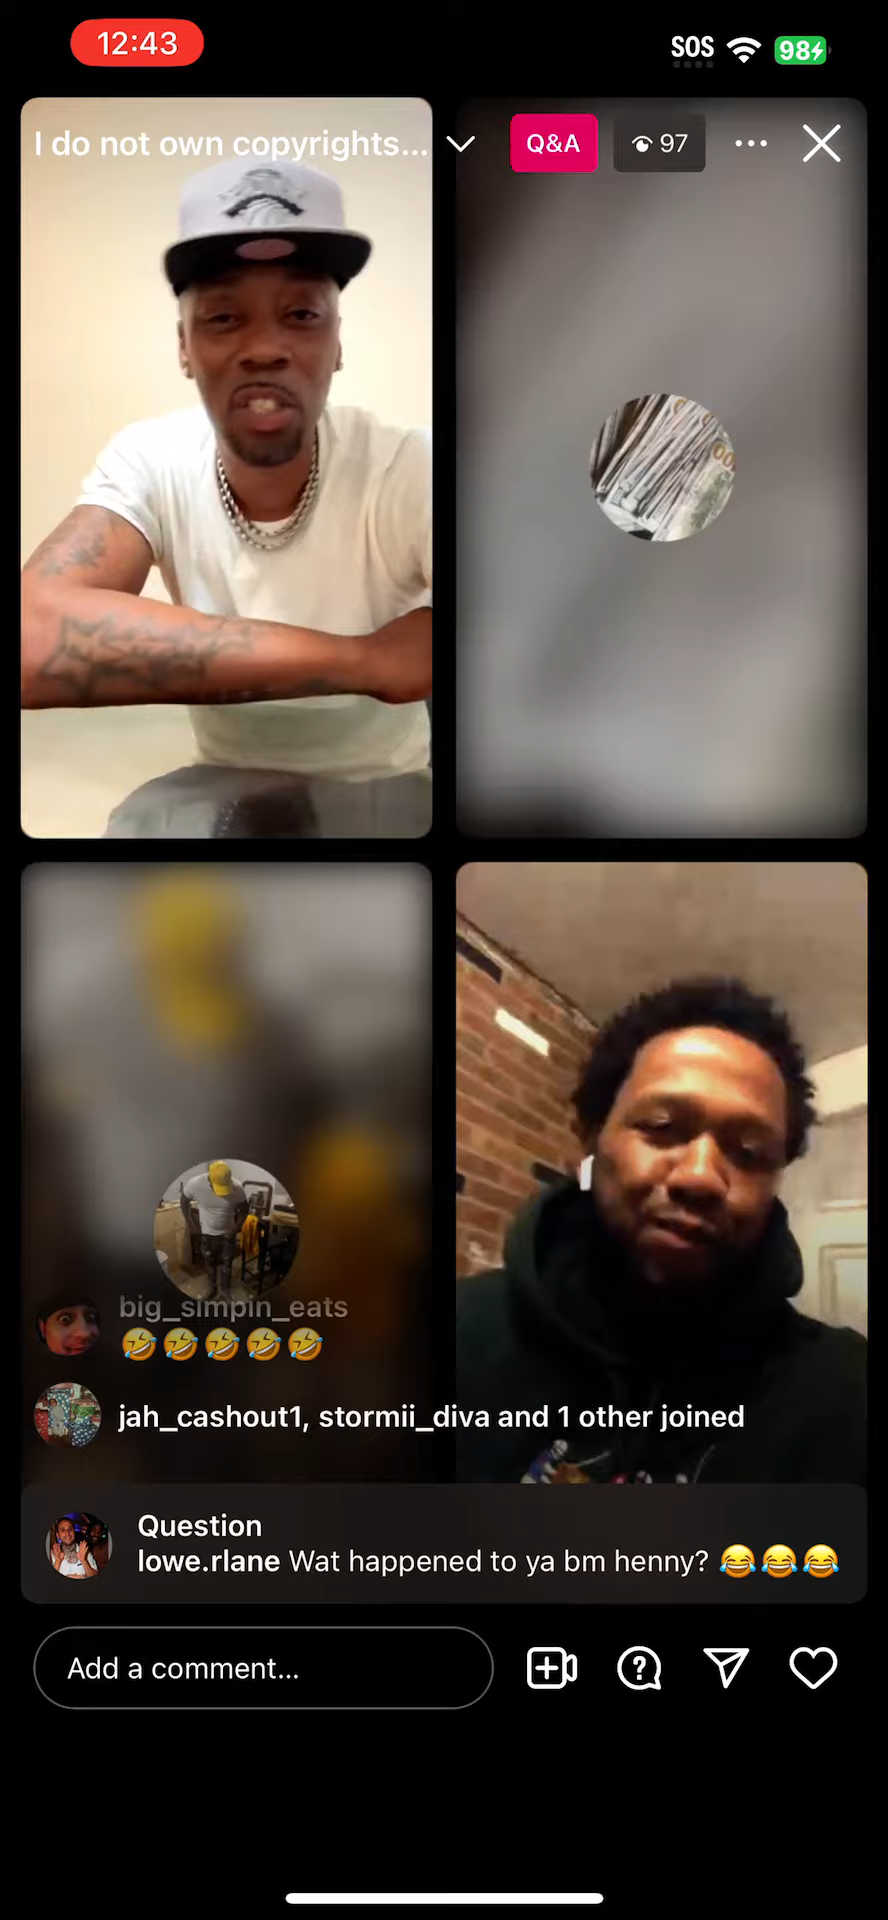 12:43
SOS
98
I do not own copyrights...
Q&A
97
00
big_simpin_eats
🤣🤣🤣🤣🤣
jah_cashout1, stormii_diva and 1 other joined
Question
lowe.rlane Wat happened to ya bm henny? 😂😂😂
Add a comment...